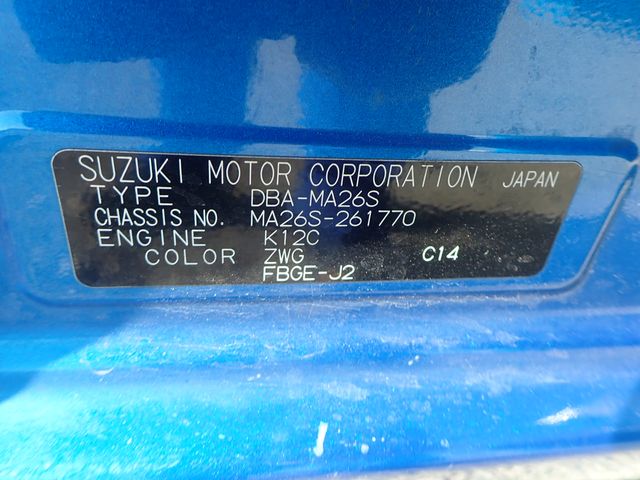 SUZUKI MOTOR CORPORATION JAPAN
TYPE DBA-MA26S
CHASSIS NO. MA26S-261770
ENGINE K12C
COLOR ZWG C14
FBGE-J2